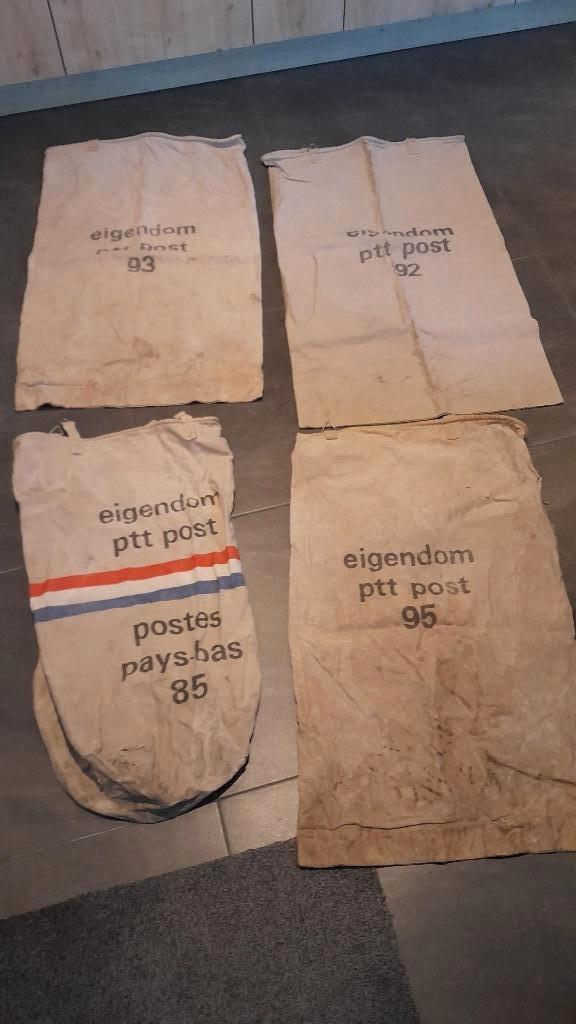 eigendom
ptt post
93
eigendom
ptt post
92
eigendom
ptt post
postes
pays-bas
85
eigendom
ptt post
95